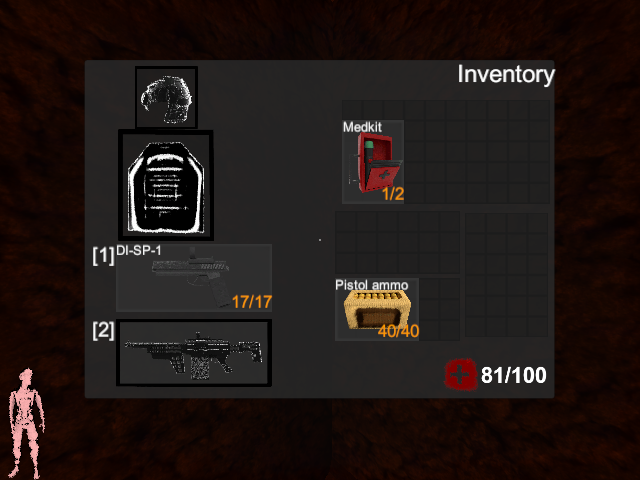 Inventory
Medkit
1/2
[1] DI-SP-1
17/17
Pistol ammo
40/40
[2]
81/100